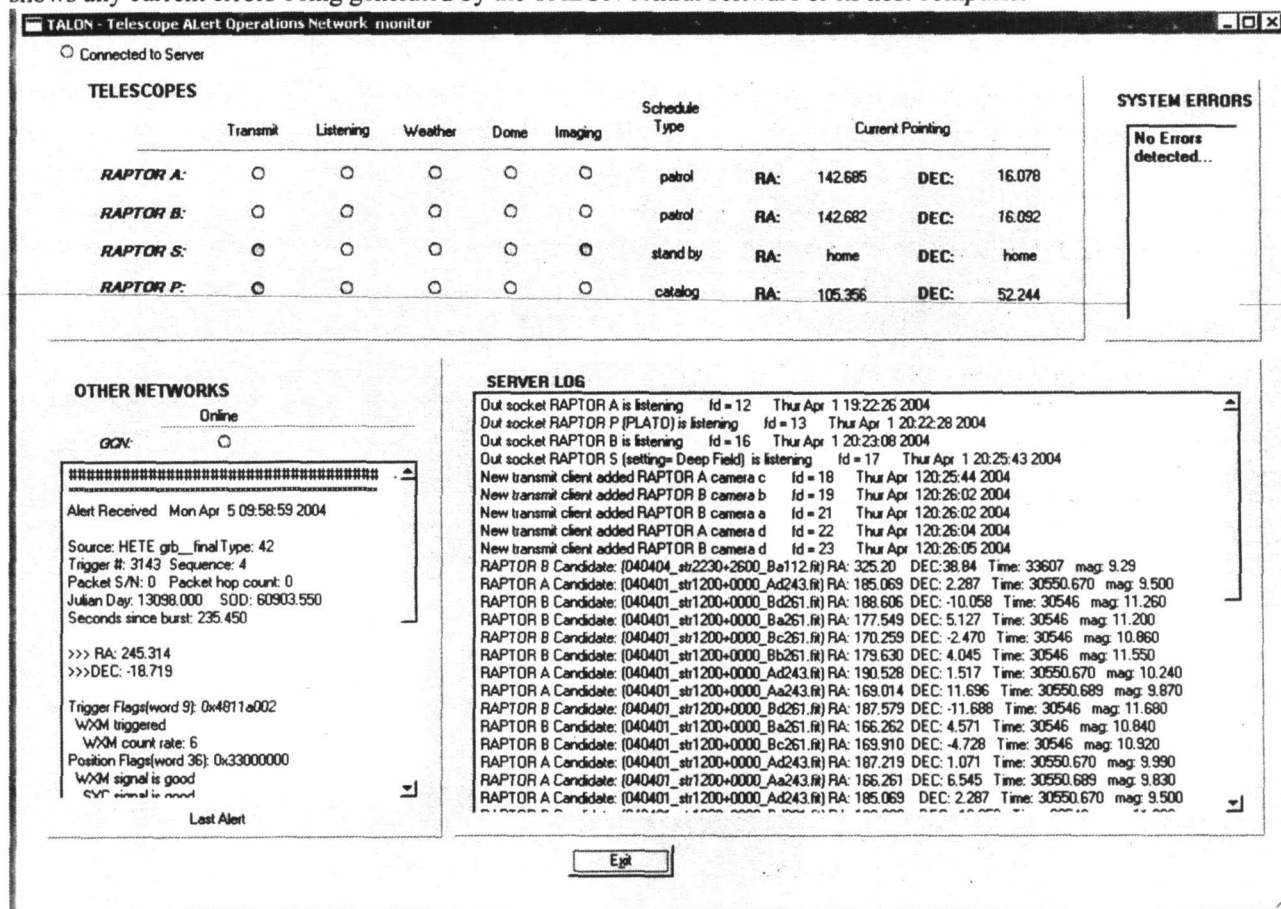 shows any current errors being generated by the TALON central software or its host computer.
TALON - Telescope ALert Operations Network monitor
Connected to Server
TELESCOPES
Transmit Listening Weather Dome Imaging Schedule Type Current Pointing
RAPTOR A: patrol RA: 142.685 DEC: 16.078
RAPTOR B: patrol RA: 142.682 DEC: 16.092
RAPTOR S: stand by RA: home DEC: home
RAPTOR P: catalog RA: 105.356 DEC: 52.244
SYSTEM ERRORS
No Errors
detected...
OTHER NETWORKS
Online
GCN:
##########################################
Alert Received Mon Apr 5 09:58:59 2004
Source: HETE grb__final Type: 42
Trigger #: 3143 Sequence: 4
Packet S/N: 0 Packet hop count: 0
Julian Day: 13098.000 SOD: 60903.550
Seconds since burst: 235.450
>>> RA: 245.314
>>>DEC: -18.719
Trigger Flags(word 9): 0x4811a002
WXM triggered
WXM count rate: 6
Position Flags(word 36): 0x33000000
WXM signal is good
SXC signal is good
Last Alert
SERVER LOG
Out socket RAPTOR A is listening fd = 12 Thur Apr 1 19:22:26 2004
Out socket RAPTOR P (PLATO) is listening fd = 13 Thur Apr 1 20:22:28 2004
Out socket RAPTOR B is listening fd = 16 Thur Apr 1 20:23:08 2004
Out socket RAPTOR S (setting= Deep Field) is listening fd = 17 Thur Apr 1 20:25:43 2004
New transmit client added RAPTOR A camera c fd = 18 Thur Apr 120:25:44 2004
New transmit client added RAPTOR B camera b fd = 19 Thur Apr 120:26:02 2004
New transmit client added RAPTOR B camera a fd = 21 Thur Apr 120:26:02 2004
New transmit client added RAPTOR A camera d fd = 22 Thur Apr 120:26:04 2004
New transmit client added RAPTOR B camera d fd = 23 Thur Apr 120:26:05 2004
RAPTOR B Candidate: (040404_str2230+2600_Ba112.fit) RA: 325.20 DEC:38.84 Time: 33607 mag: 9.29
RAPTOR A Candidate: (040401_str1200+0000_Ad243.fit) RA: 185.069 DEC: 2.287 Time: 30550.670 mag: 9.500
RAPTOR B Candidate: (040401_str1200+0000_Bd261.fit) RA: 188.606 DEC: -10.058 Time: 30546 mag: 11.260
RAPTOR B Candidate: (040401_str1200+0000_Ba261.fit) RA: 177.549 DEC: 5.127 Time: 30546 mag: 11.200
RAPTOR B Candidate: (040401_str1200+0000_Bc261.fit) RA: 170.259 DEC: -2.470 Time: 30546 mag: 10.860
RAPTOR B Candidate: (040401_str1200+0000_Bb261.fit) RA: 179.630 DEC: 4.045 Time: 30546 mag: 11.550
RAPTOR A Candidate: (040401_str1200+0000_Ad243.fit) RA: 190.528 DEC: 1.517 Time: 30550.670 mag: 10.240
RAPTOR A Candidate: (040401_str1200+0000_Aa243.fit) RA: 169.014 DEC: 11.696 Time: 30550.689 mag: 9.870
RAPTOR B Candidate: (040401_str1200+0000_Bd261.fit) RA: 187.579 DEC: -11.688 Time: 30546 mag: 11.680
RAPTOR B Candidate: (040401_str1200+0000_Ba261.fit) RA: 166.262 DEC: 4.571 Time: 30546 mag: 10.840
RAPTOR B Candidate: (040401_str1200+0000_Bc261.fit) RA: 169.910 DEC: -4.728 Time: 30546 mag: 10.920
RAPTOR A Candidate: (040401_str1200+0000_Ad243.fit) RA: 187.219 DEC: 1.071 Time: 30550.670 mag: 9.990
RAPTOR A Candidate: (040401_str1200+0000_Aa243.fit) RA: 166.261 DEC: 6.545 Time: 30550.689 mag: 9.830
RAPTOR A Candidate: (040401_str1200+0000_Ad243.fit) RA: 185.069 DEC: 2.287 Time: 30550.670 mag: 9.500
Exit